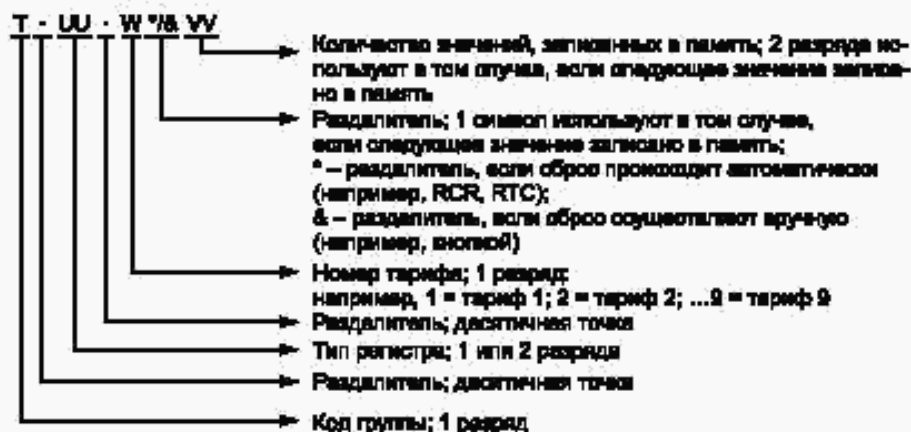 T - UU - W */& VV
Количество значений, записанных в память; 2 разряда ис-
пользуют в том случае, если следующее значение записа-
но в память
Разделитель; 1 символ используют в том случае,
если следующее значение записано в память;
* – разделитель, если сброс происходит автоматически
(например, RCR, RTC);
& – разделитель, если сброс осуществляют вручную
(например, кнопкой)
Номер тарифа; 1 разряд;
например, 1 = тариф 1; 2 = тариф 2; ...9 = тариф 9
Разделитель; десятичная точка
Тип регистра; 1 или 2 разряда
Разделитель; десятичная точка
Код группы; 1 разряд